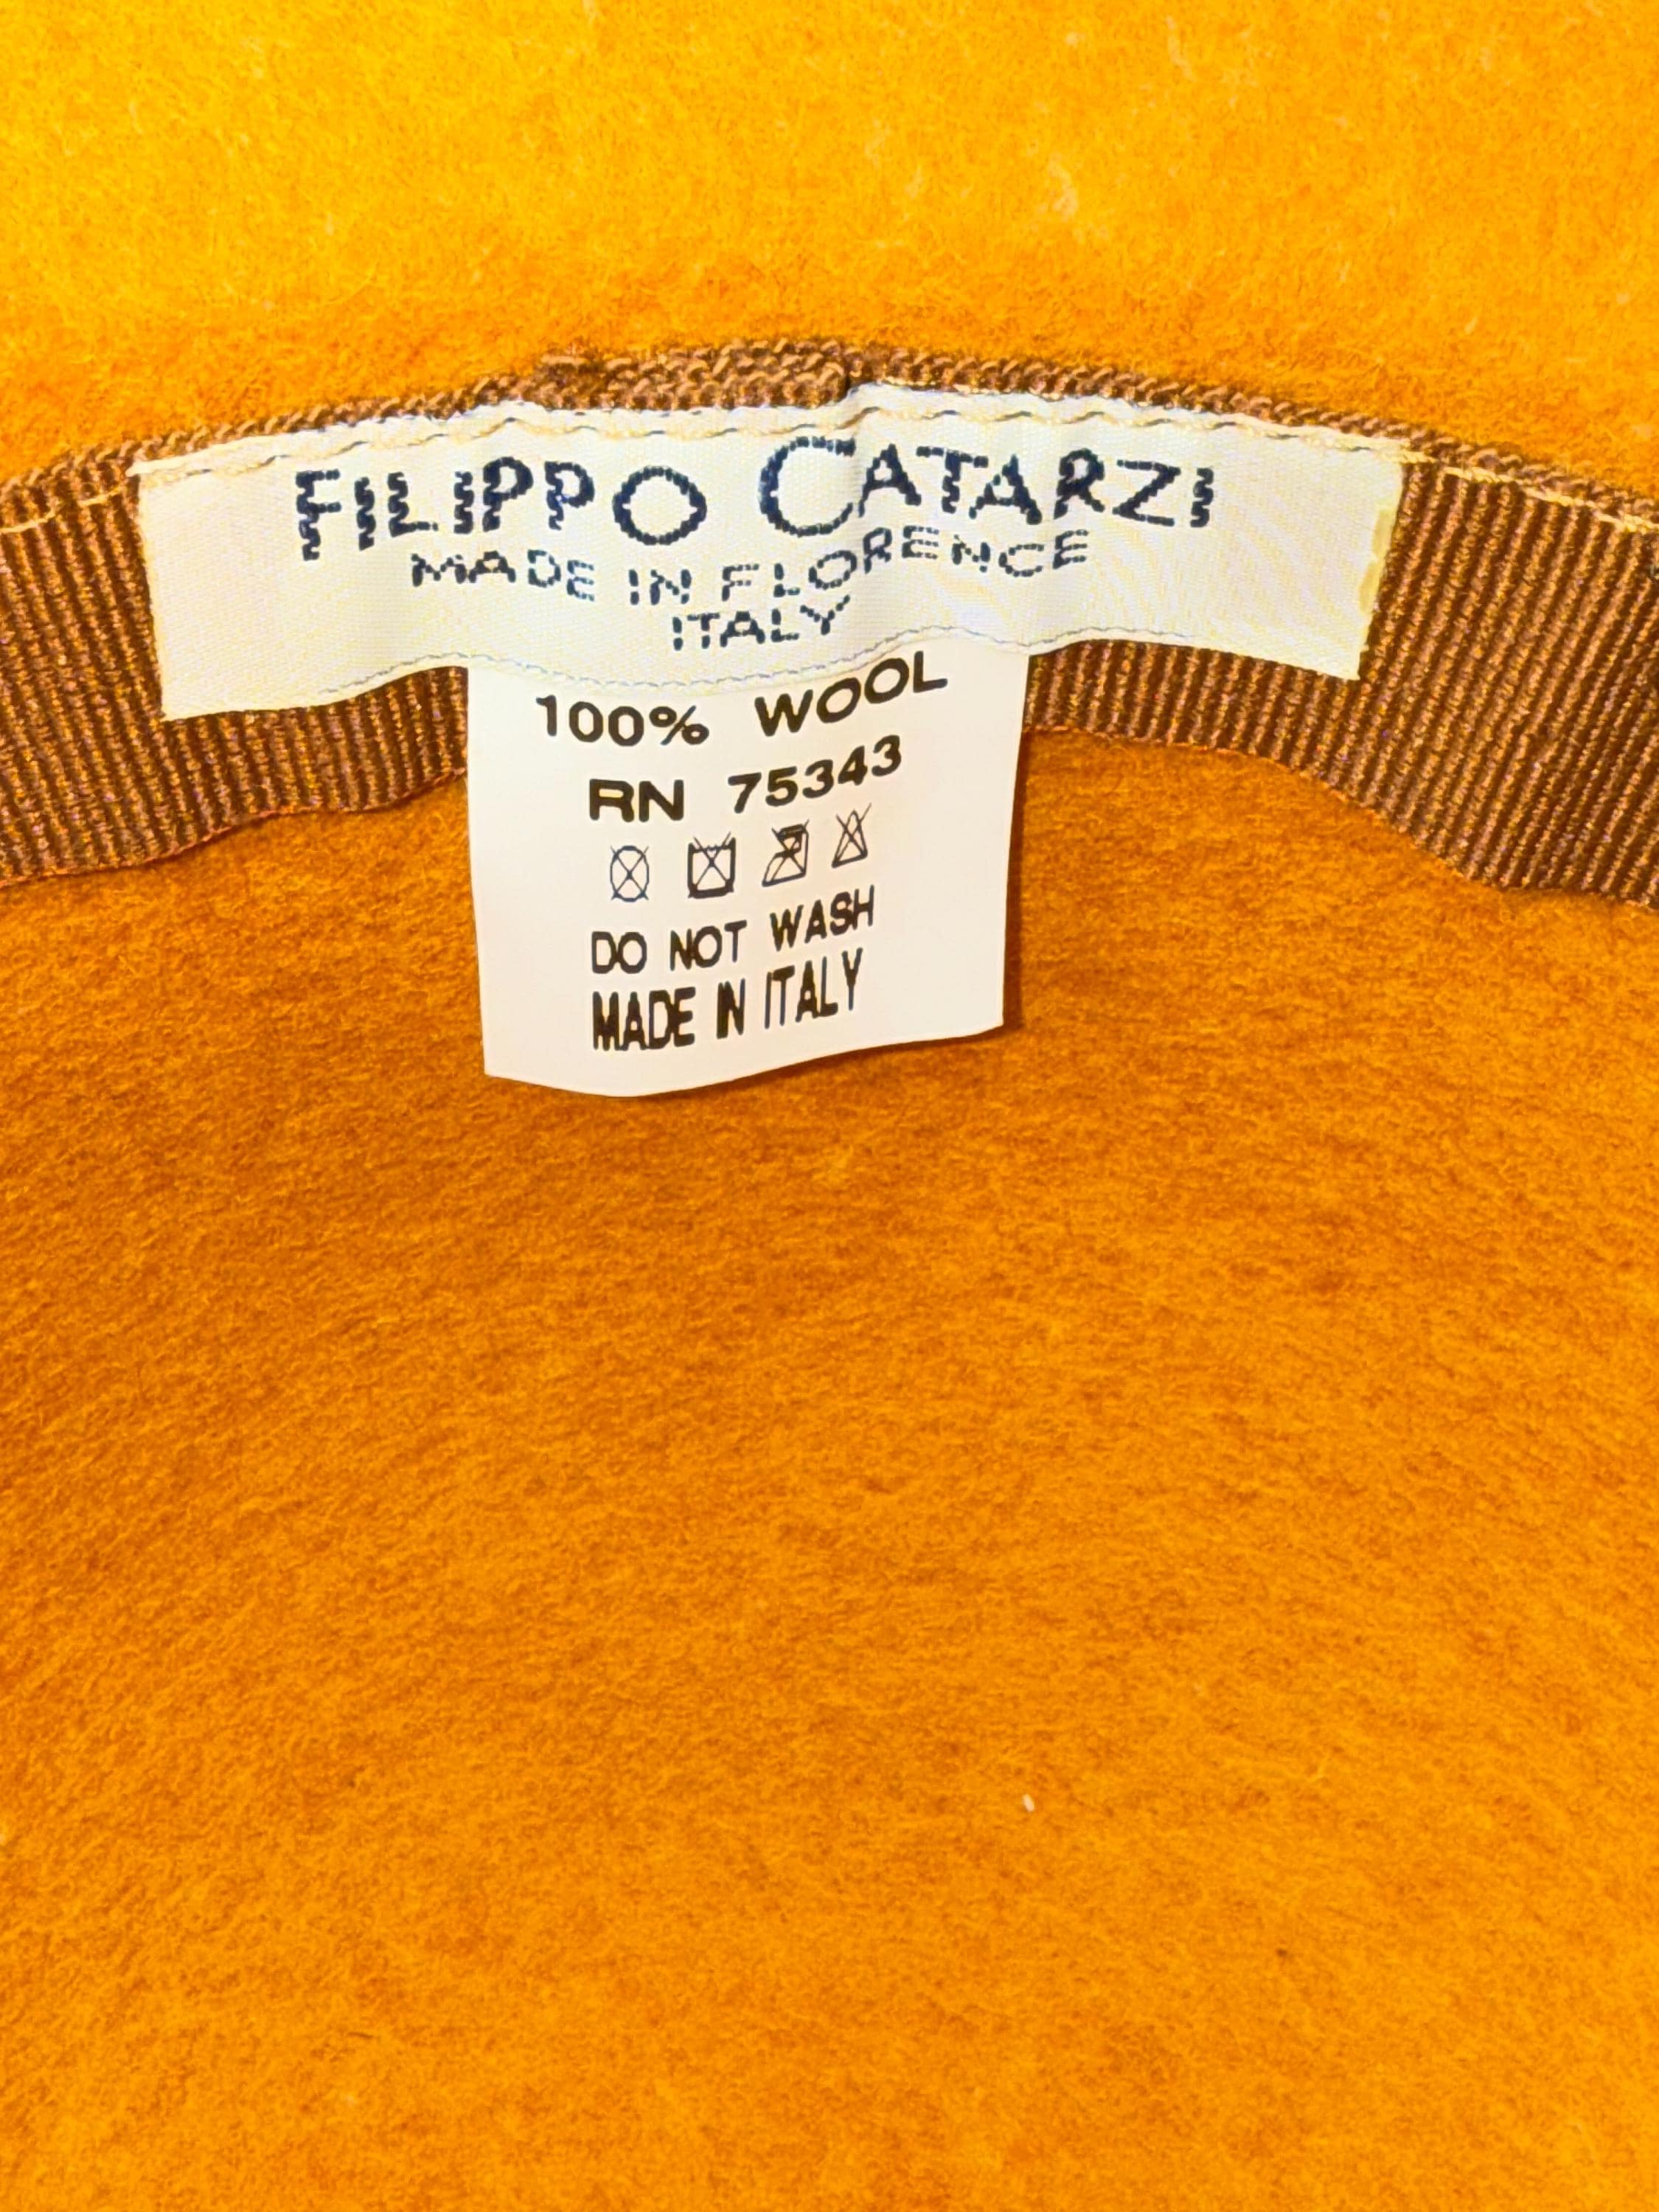 FILIPPO CATARZI
MADE IN FLORENCE
ITALY
100% WOOL
RN 75343
DO NOT WASH
MADE IN ITALY